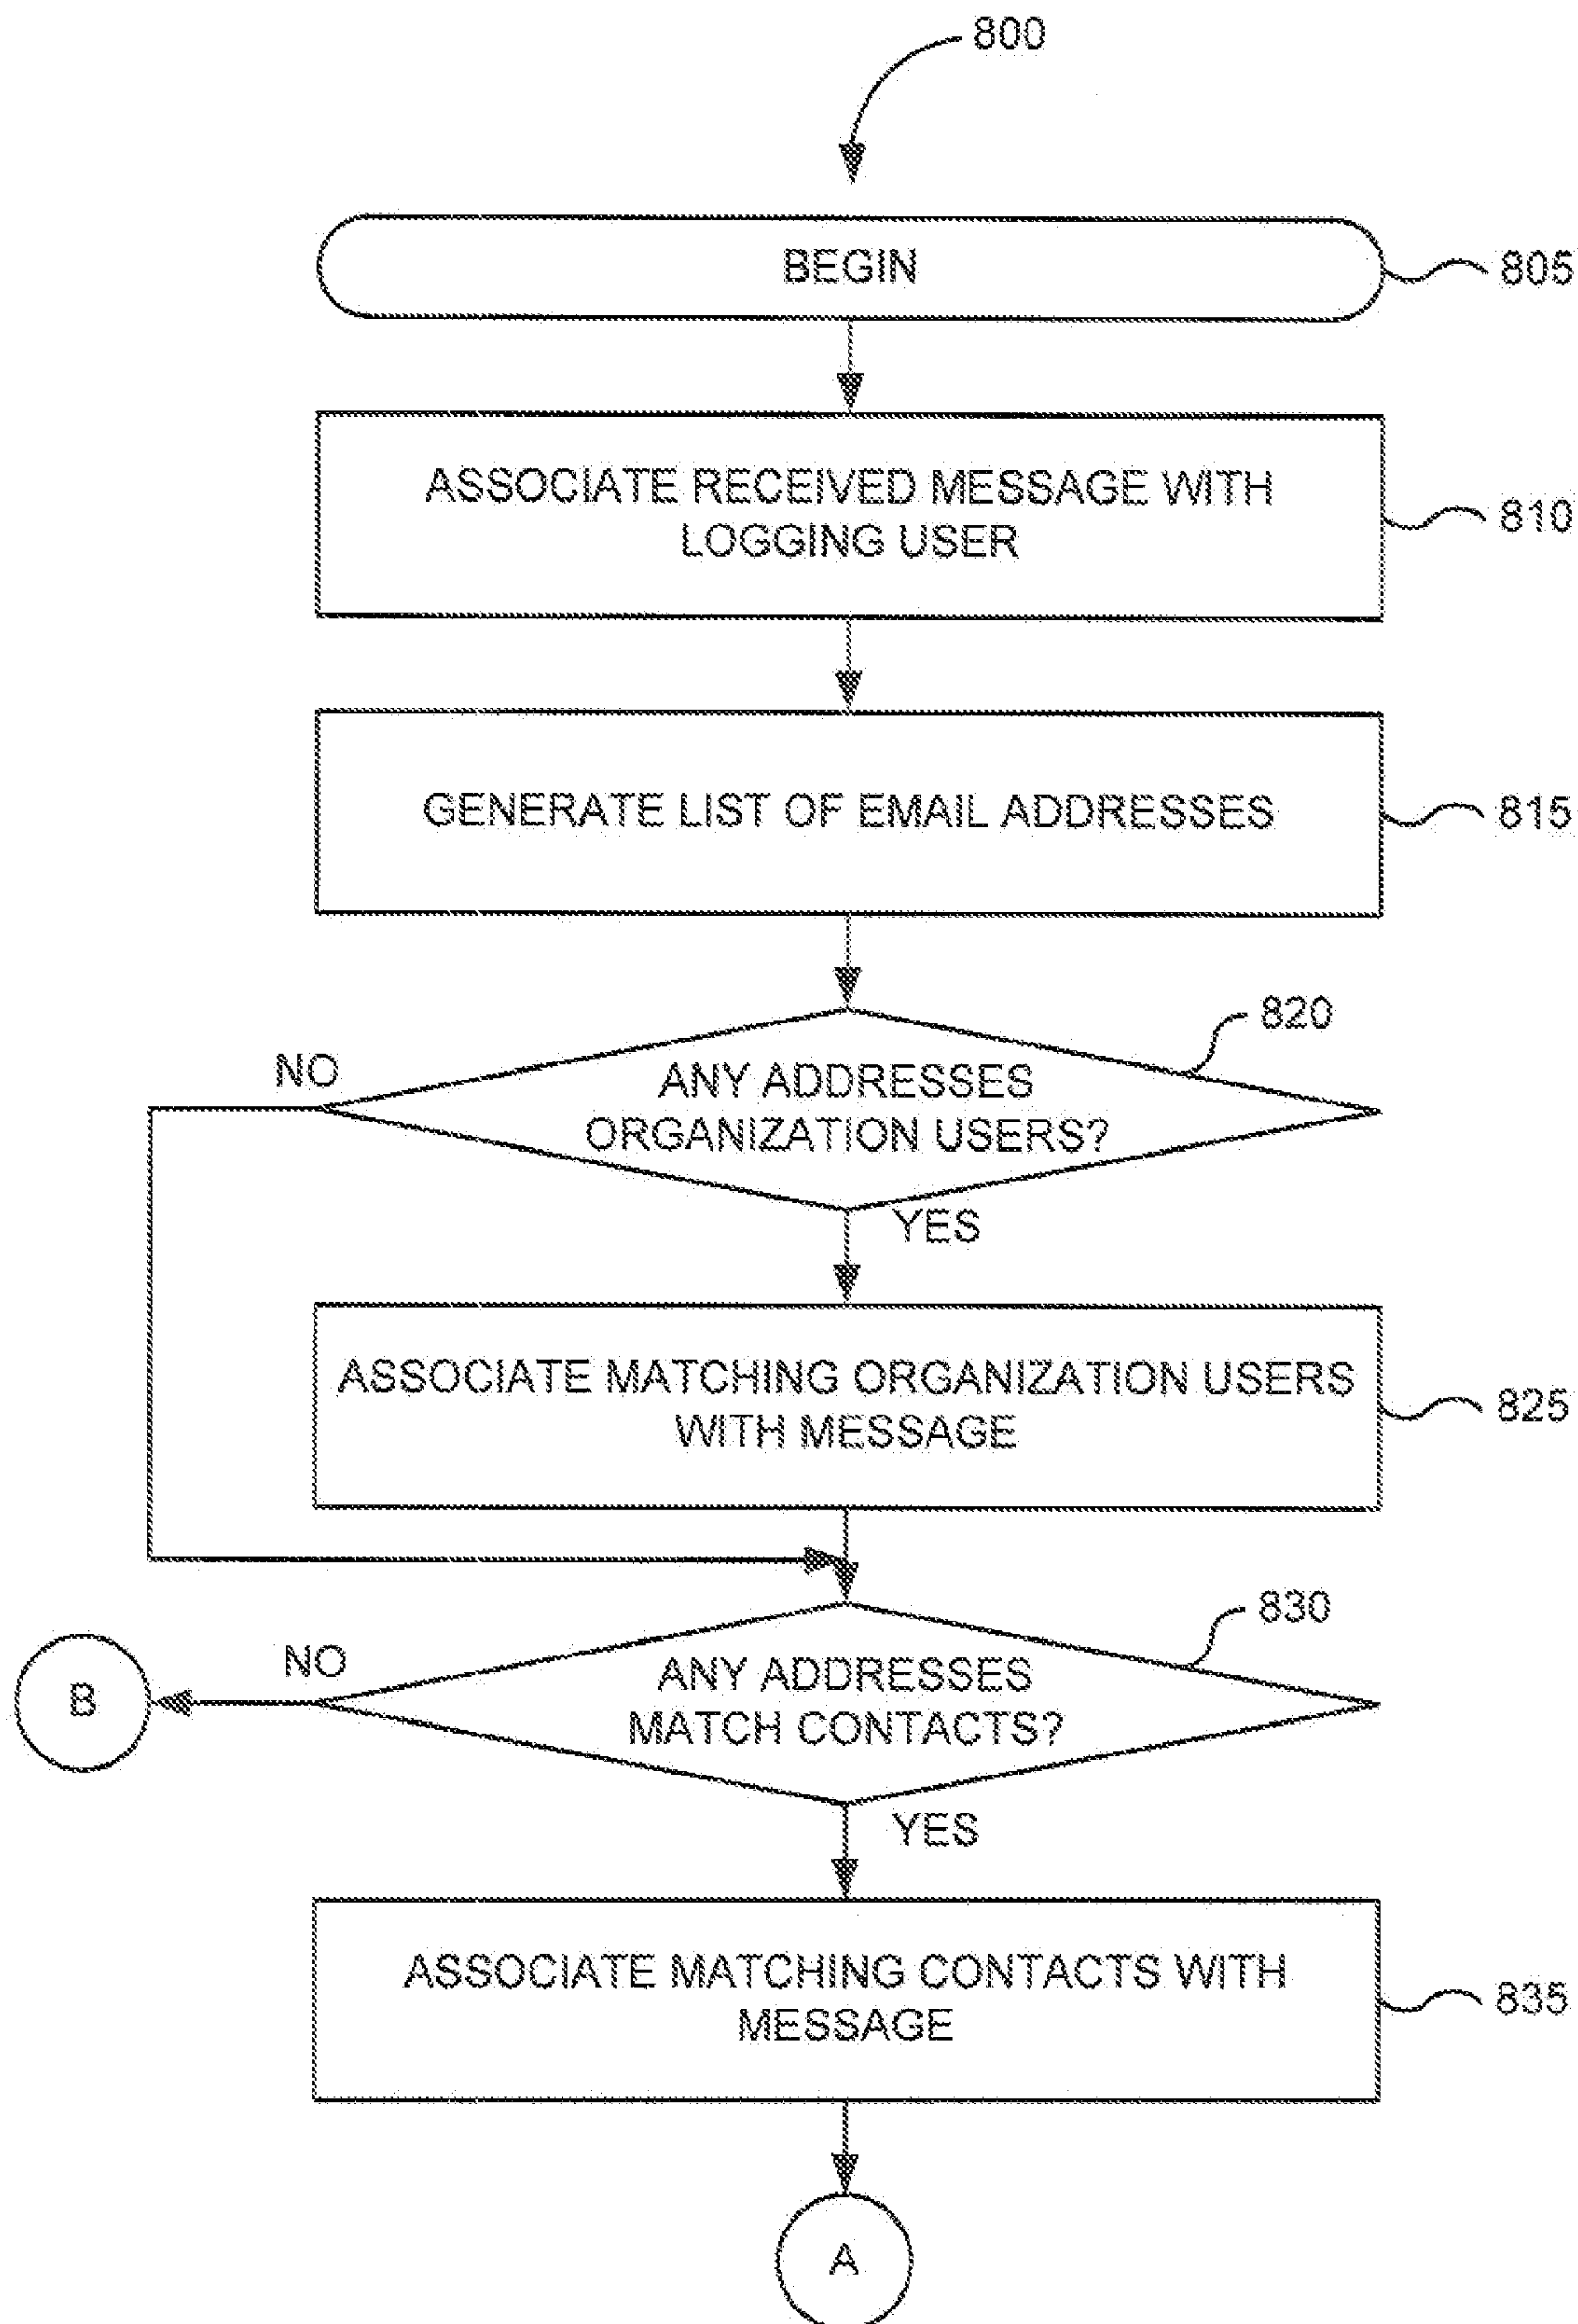 800
BEGIN
805
ASSOCIATE RECEIVED MESSAGE WITH
LOGGING USER
810
GENERATE LIST OF EMAIL ADDRESSES
815
820
NO
ANY ADDRESSES
ORGANIZATION USERS?
YES
ASSOCIATE MATCHING ORGANIZATION USERS
WITH MESSAGE
825
830
NO
ANY ADDRESSES
MATCH CONTACTS?
B
YES
ASSOCIATE MATCHING CONTACTS WITH
MESSAGE
835
A